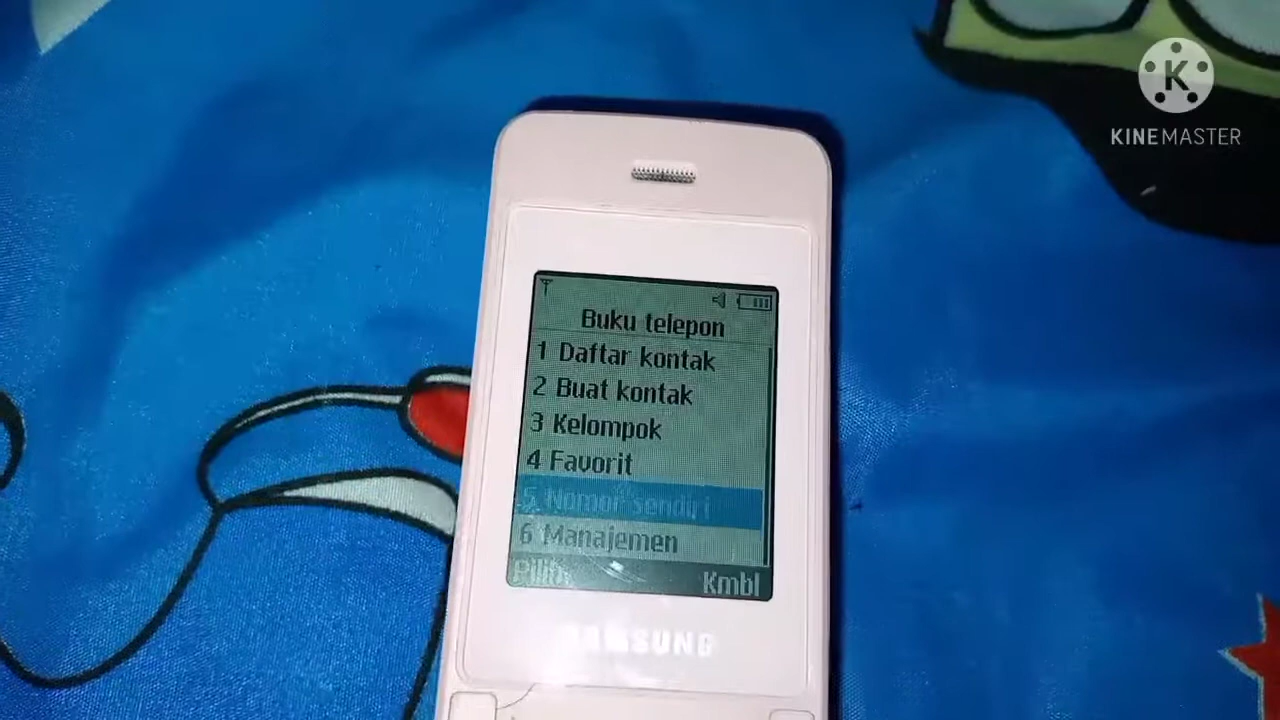 KINEMASTER
Buku telepon
1 Daftar kontak
2 Buat kontak
3 Kelompok
4 Favorit
5 Nomor sendiri
6 Manajemen
Pilih Kmbl
SAMSUNG